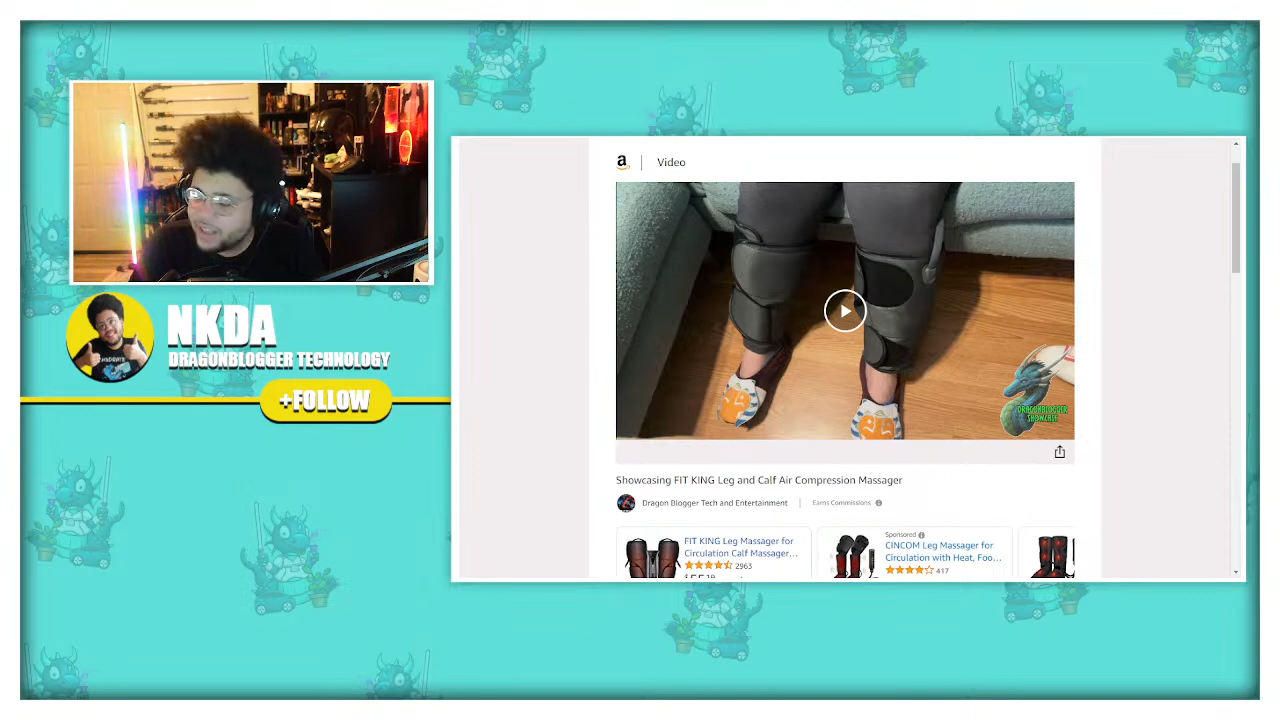 NKDA
DRAGONBLOGGER TECHNOLOGY
+FOLLOW
a
Video
DRAGONBLOGGER
SHOWCASE
Showcasing FIT KING Leg and Calf Air Compression Massager
Dragon Blogger Tech and Entertainment
Earns Commissions
FIT KING Leg Massager for
Circulation Calf Massager...
2963
Sponsored
CINCOM Leg Massager for
Circulation with Heat, Foo...
417